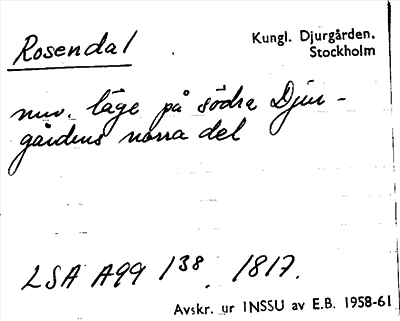 Rosendal
Kungl. Djurgården.
Stockholm
nuv. läge på södra Djur-
gårdens norra del
LSA A99 1³⁸. 1817.
Avskr. ur INSSU av E.B. 1958-61